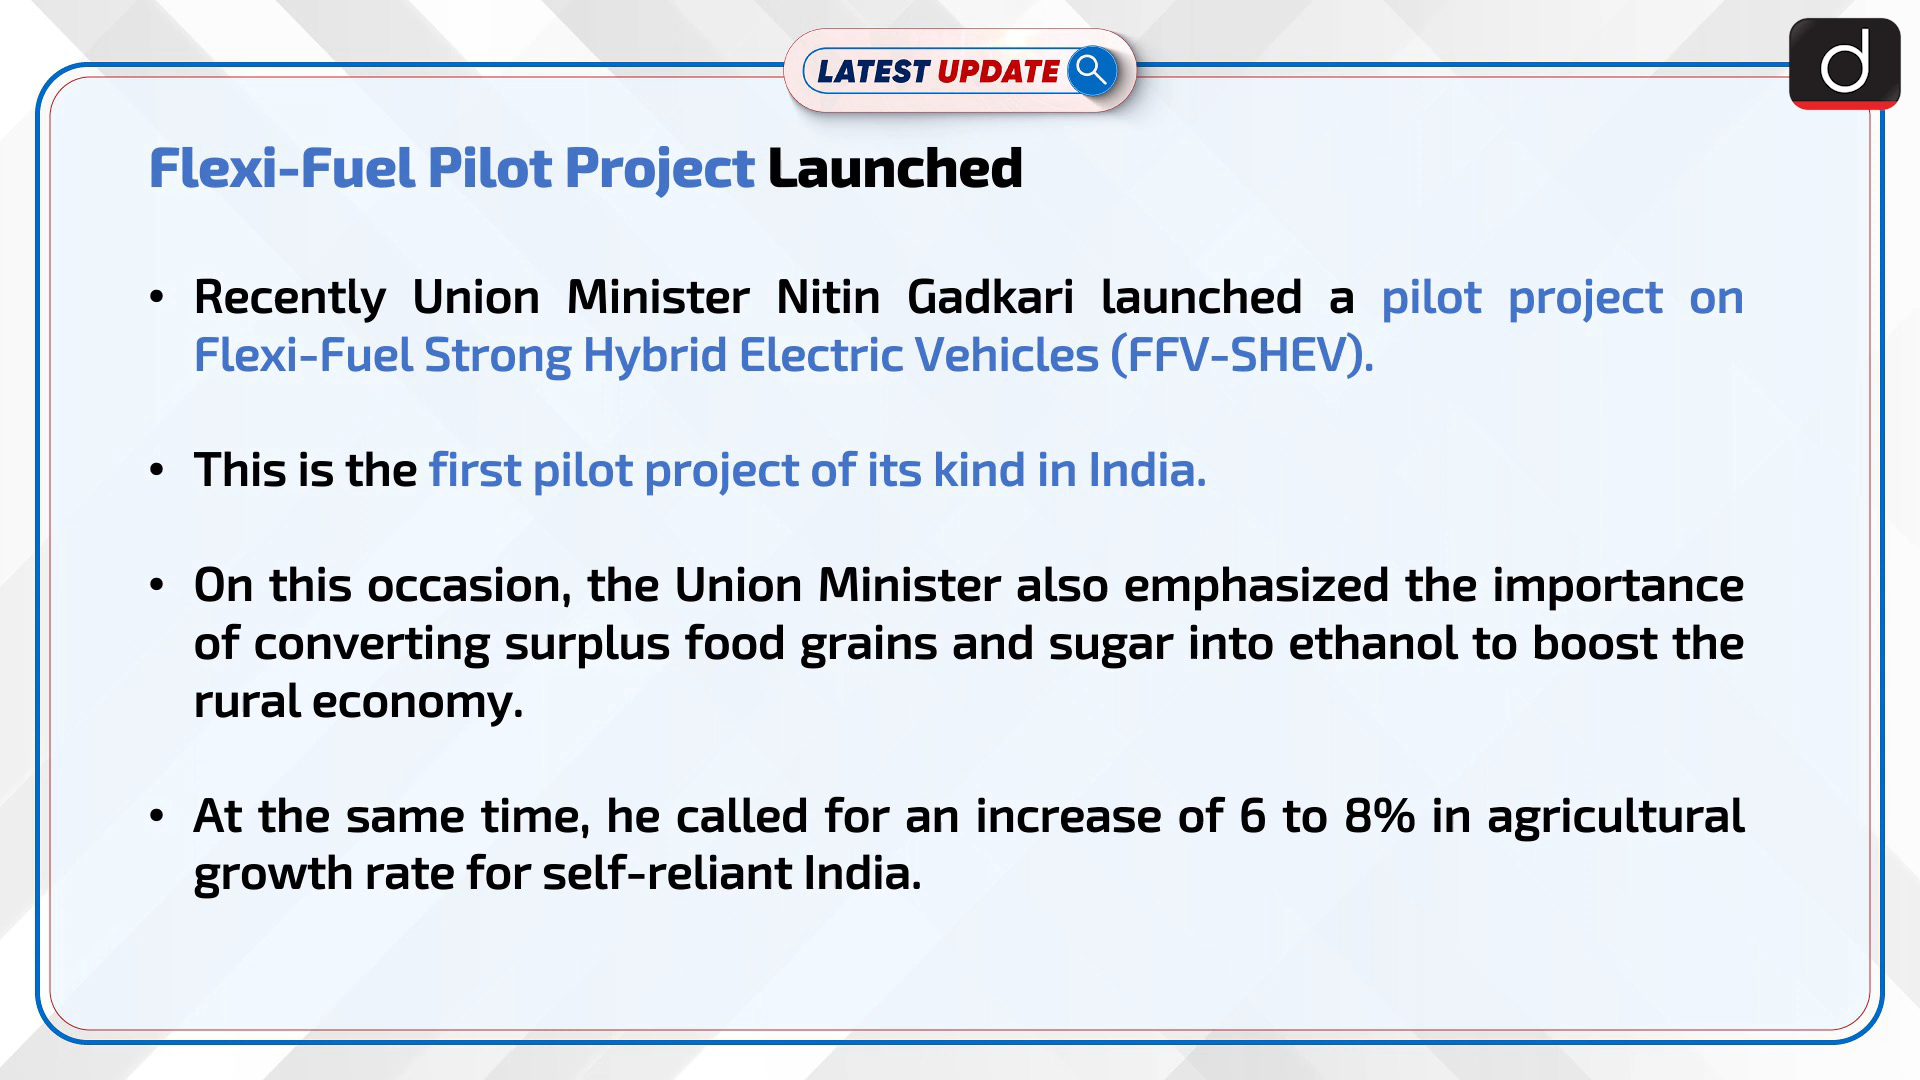 LATEST UPDATE
d
Flexi-Fuel Pilot Project Launched
• Recently Union Minister Nitin Gadkari launched a pilot project on
Flexi-Fuel Strong Hybrid Electric Vehicles (FFV-SHEV).
• This is the first pilot project of its kind in India.
• On this occasion, the Union Minister also emphasized the importance
of converting surplus food grains and sugar into ethanol to boost the
rural economy.
• At the same time, he called for an increase of 6 to 8% in agricultural
growth rate for self-reliant India.